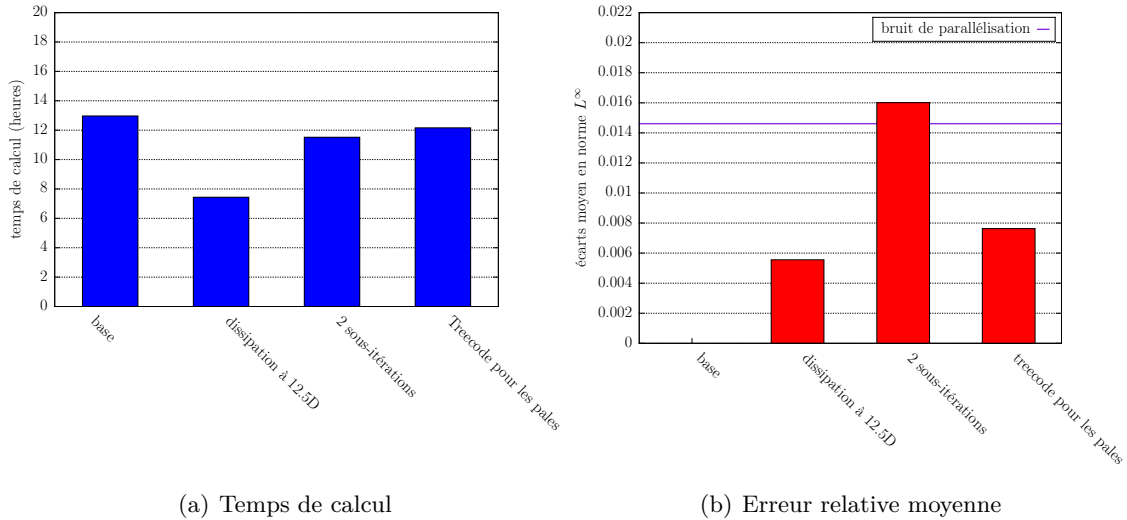 20
18
16
14
12
10
8
6
4
2
0
temps de calcul (heures)
base
dissipation à 12.5D
2 sous-itérations
Treecode pour les pales
(a) Temps de calcul
0.022
0.02
0.018
0.016
0.014
0.012
0.01
0.008
0.006
0.004
0.002
0
écarts moyen en norme L∞
bruit de parallélisation
base
dissipation à 12.5D
2 sous-itérations
treecode pour les pales
(b) Erreur relative moyenne